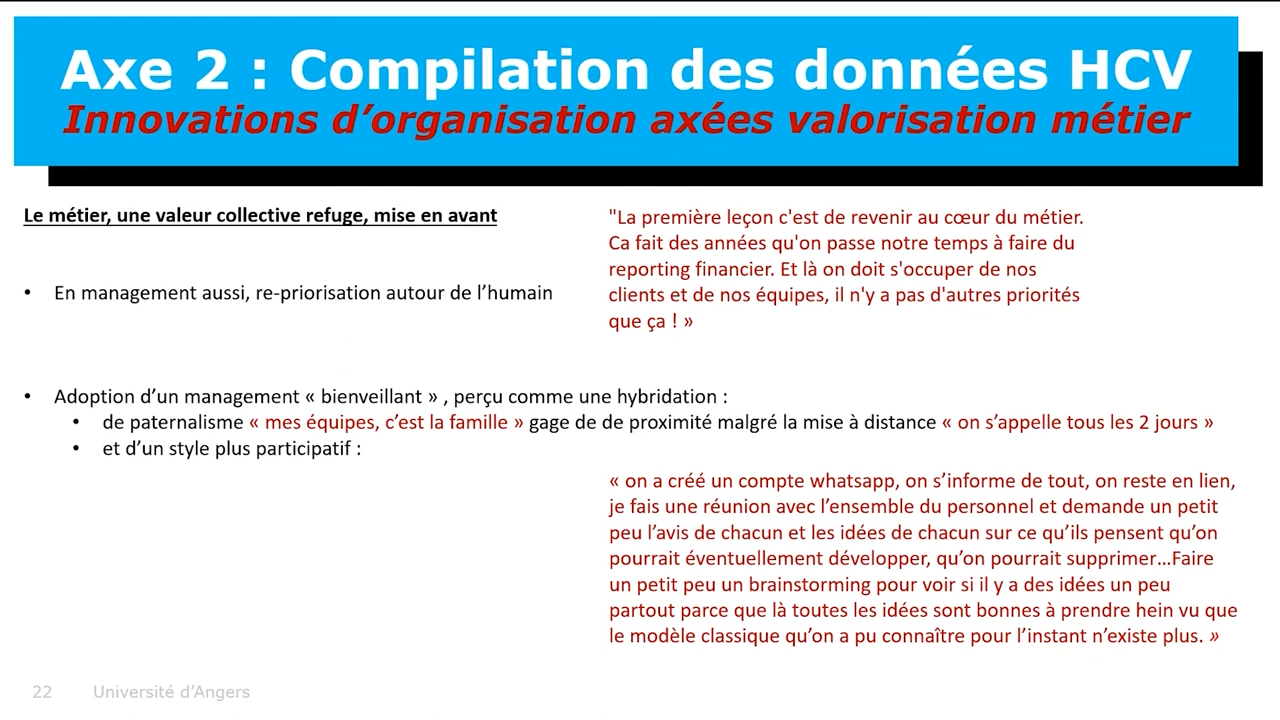 Axe 2 : Compilation des données HCV
Innovations d’organisation axées valorisation métier
Le métier, une valeur collective refuge, mise en avant
• En management aussi, re-priorisation autour de l’humain
"La première leçon c'est de revenir au cœur du métier.
Ca fait des années qu'on passe notre temps à faire du
reporting financier. Et là on doit s'occuper de nos
clients et de nos équipes, il n'y a pas d'autres priorités
que ça ! »
• Adoption d’un management « bienveillant » , perçu comme une hybridation :
• de paternalisme « mes équipes, c’est la famille » gage de de proximité malgré la mise à distance « on s’appelle tous les 2 jours »
• et d’un style plus participatif :
« on a créé un compte whatsapp, on s’informe de tout, on reste en lien,
je fais une réunion avec l’ensemble du personnel et demande un petit
peu l’avis de chacun et les idées de chacun sur ce qu’ils pensent qu’on
pourrait éventuellement développer, qu’on pourrait supprimer…Faire
un petit peu un brainstorming pour voir si il y a des idées un peu
partout parce que là toutes les idées sont bonnes à prendre hein vu que
le modèle classique qu’on a pu connaître pour l’instant n’existe plus. »
22 Université d’Angers